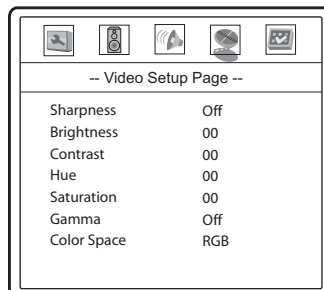 -- Video Setup Page --
Sharpness Off
Brightness 00
Contrast 00
Hue 00
Saturation 00
Gamma Off
Color Space RGB